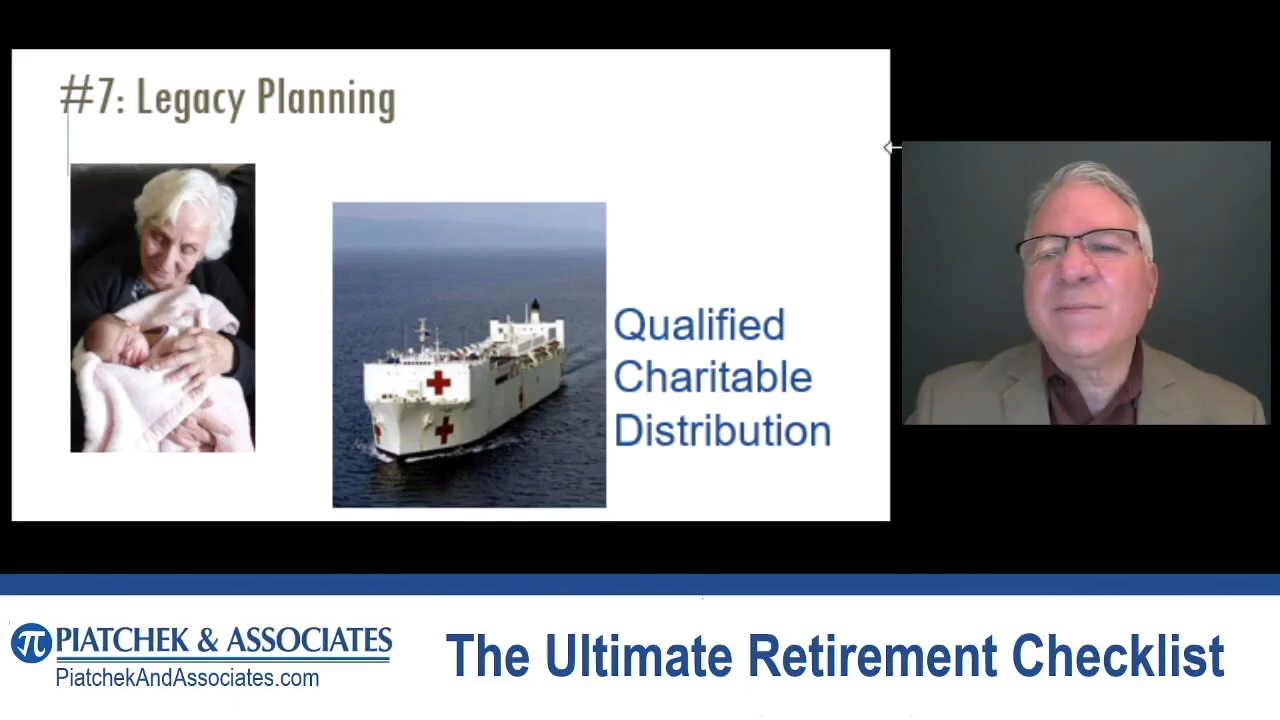 #7: Legacy Planning
Qualified
Charitable
Distribution
π PIATCHEK & ASSOCIATES
PiatchekAndAssociates.com
The Ultimate Retirement Checklist